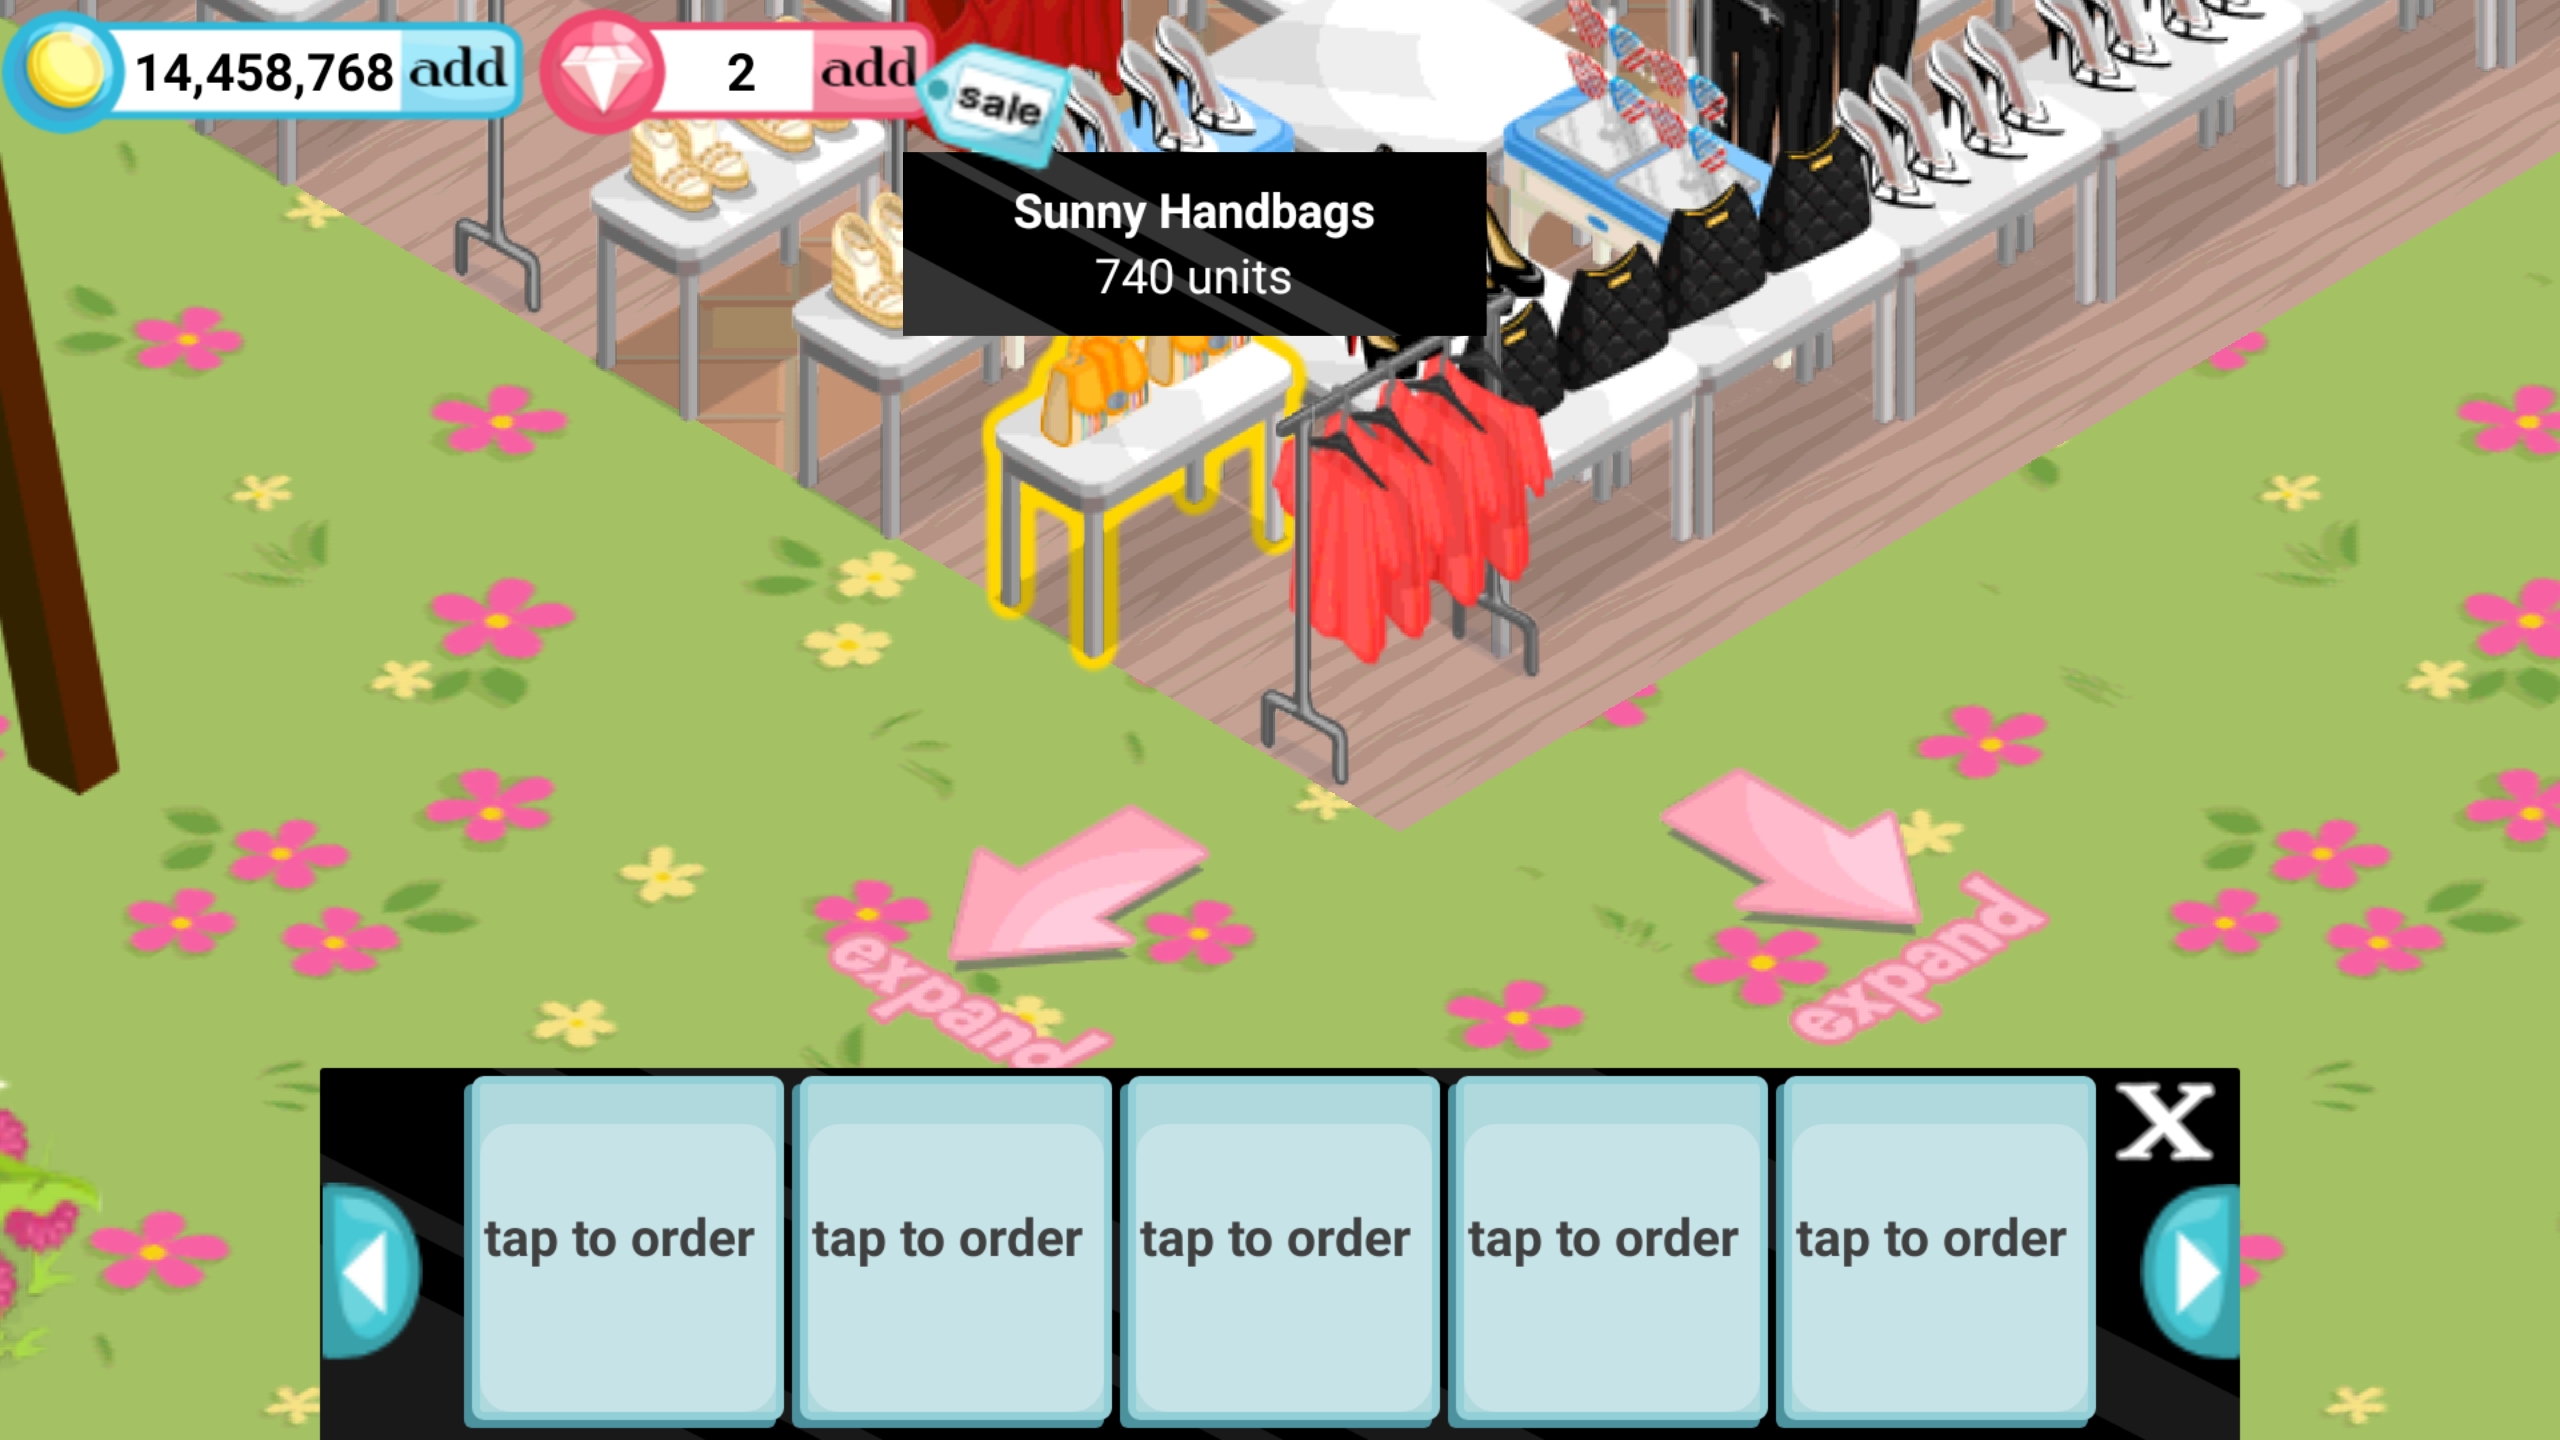 14,458,768 add
2 add
sale
Sunny Handbags
740 units
expand
expand
tap to order
tap to order
tap to order
tap to order
tap to order
X